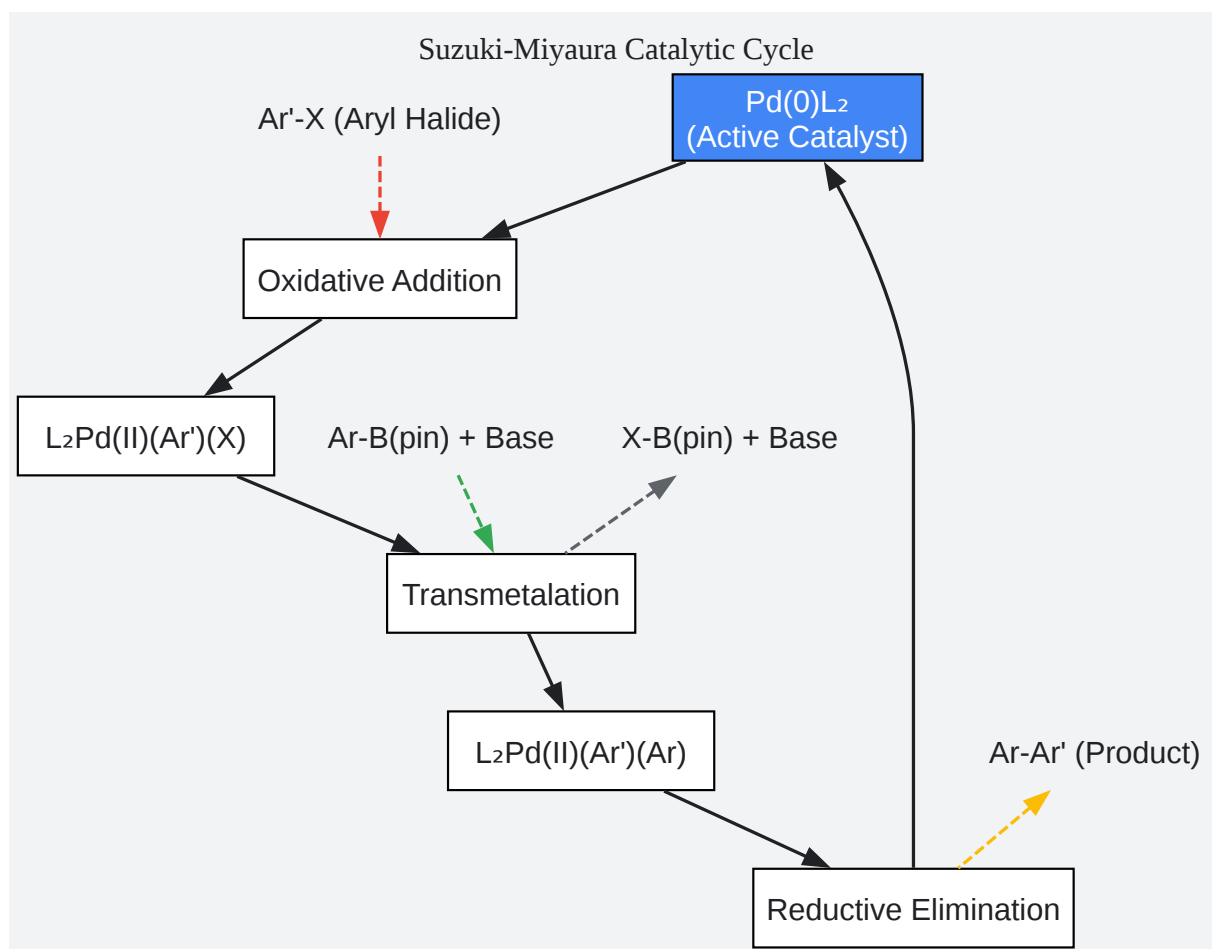 Suzuki-Miyaura Catalytic Cycle
Pd(0)L₂
(Active Catalyst)
Ar'-X (Aryl Halide)
Oxidative Addition
L₂Pd(II)(Ar')(X)
Ar-B(pin) + Base
X-B(pin) + Base
Transmetalation
L₂Pd(II)(Ar')(Ar)
Ar-Ar' (Product)
Reductive Elimination